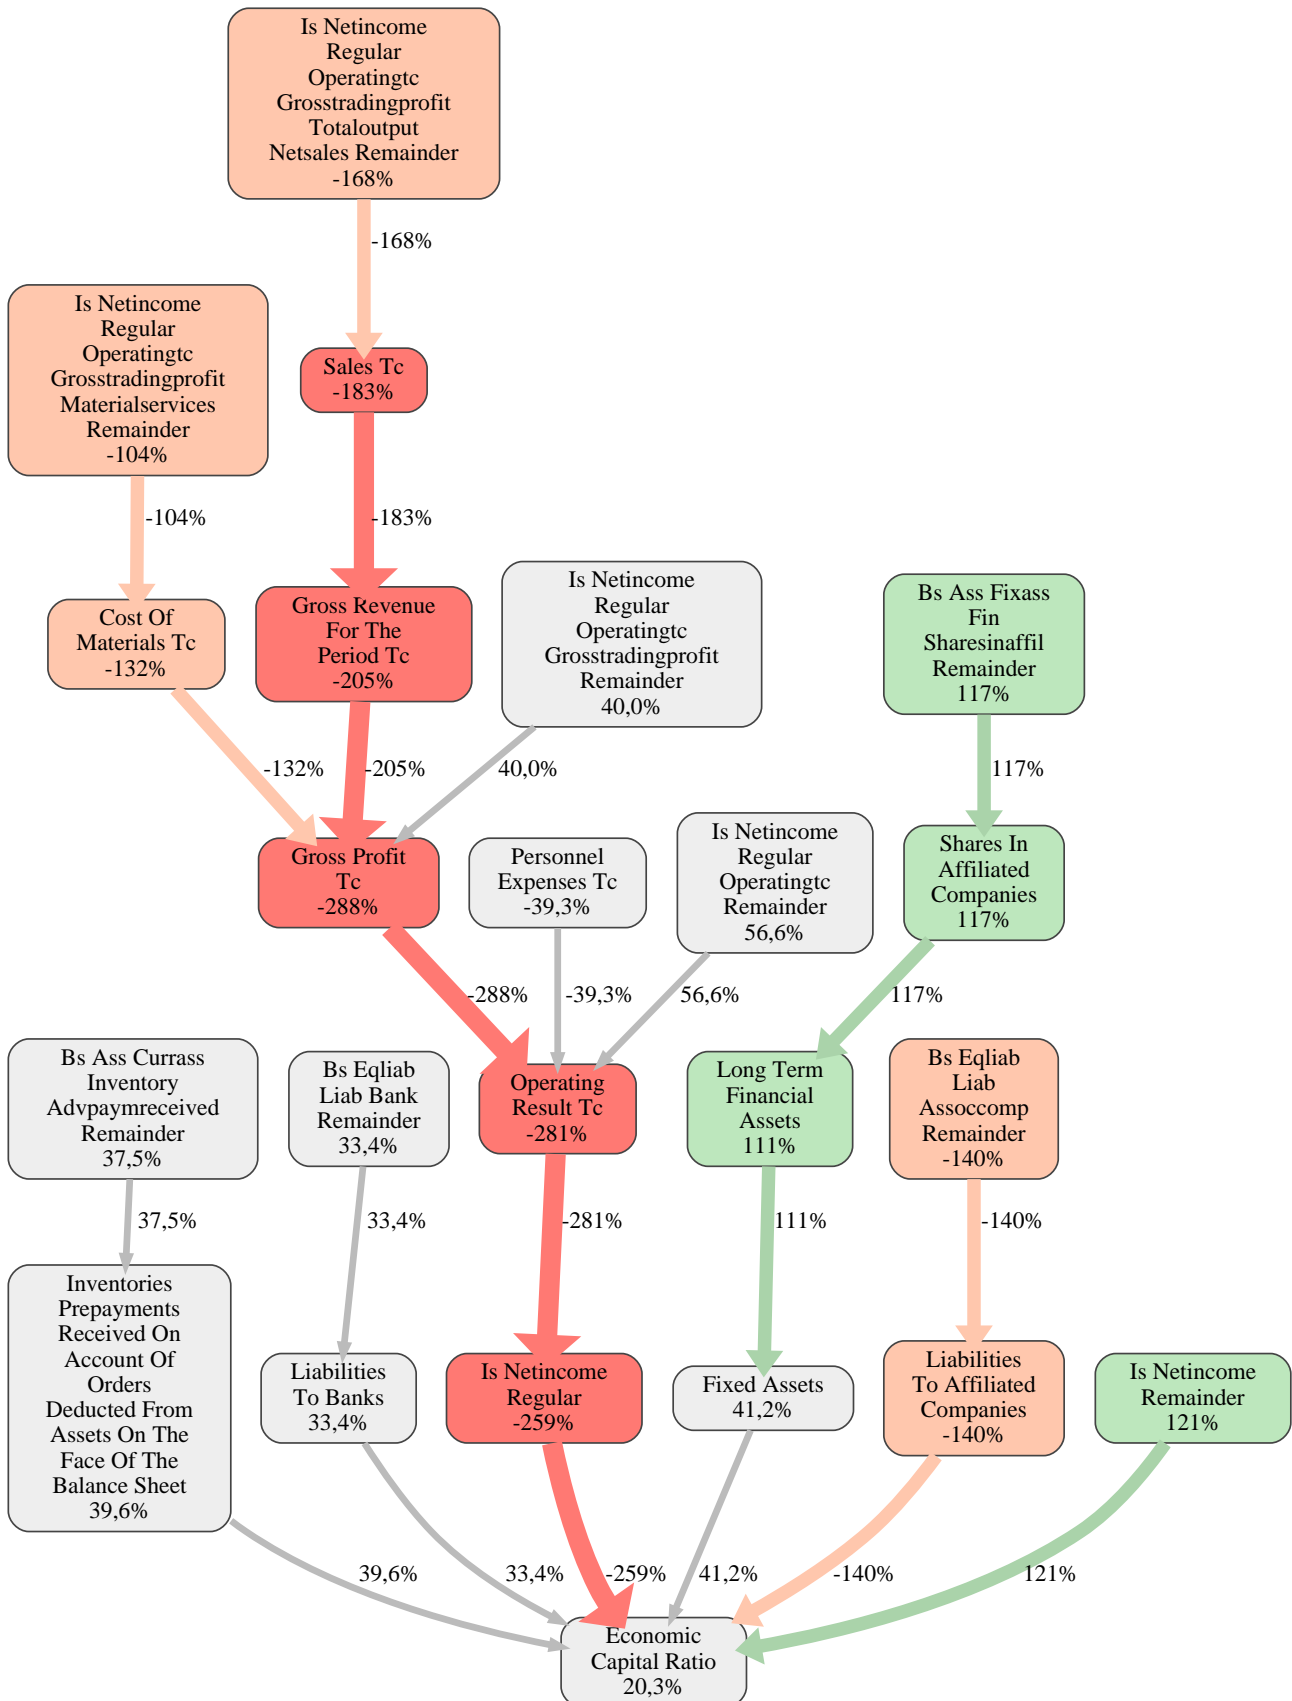 Is Netincome
Regular
Operatingtc
Grosstradingprofit
Totaloutput
Netsales Remainder
-168%
-168%
Is Netincome
Regular
Operatingtc
Grosstradingprofit
Materialservices
Remainder
-104%
Sales Tc
-183%
-104%
-183%
Cost Of
Materials Tc
-132%
Gross Revenue
For The
Period Tc
-205%
Is Netincome
Regular
Operatingtc
Grosstradingprofit
Remainder
40,0%
Bs Ass Fixass
Fin
Sharesinaffil
Remainder
117%
-132%
-205%
40,0%
117%
Gross Profit
Tc
-288%
Personnel
Expenses Tc
-39,3%
Is Netincome
Regular
Operatingtc
Remainder
56,6%
Shares In
Affiliated
Companies
117%
-288%
-39,3%
56,6%
117%
Bs Ass Currass
Inventory
Advpaymreceived
Remainder
37,5%
Bs Eqliab
Liab Bank
Remainder
33,4%
Operating
Result Tc
-281%
Long Term
Financial
Assets
111%
Bs Eqliab
Liab
Assoccomp
Remainder
-140%
37,5%
33,4%
-281%
111%
-140%
Inventories
Prepayments
Received On
Account Of
Orders
Deducted From
Assets On The
Face Of The
Balance Sheet
39,6%
Liabilities
To Banks
33,4%
Is Netincome
Regular
-259%
Fixed Assets
41,2%
Liabilities
To Affiliated
Companies
-140%
Is Netincome
Remainder
121%
39,6%
33,4%
-259%
41,2%
-140%
121%
Economic
Capital Ratio
20,3%